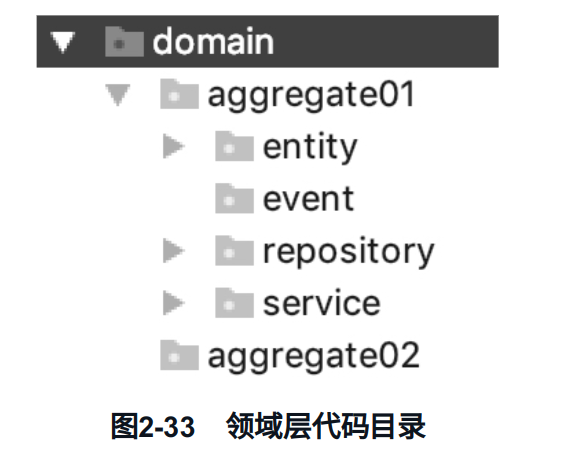 domain
aggregate01
entity
event
repository
service
aggregate02
图2-33 领域层代码目录